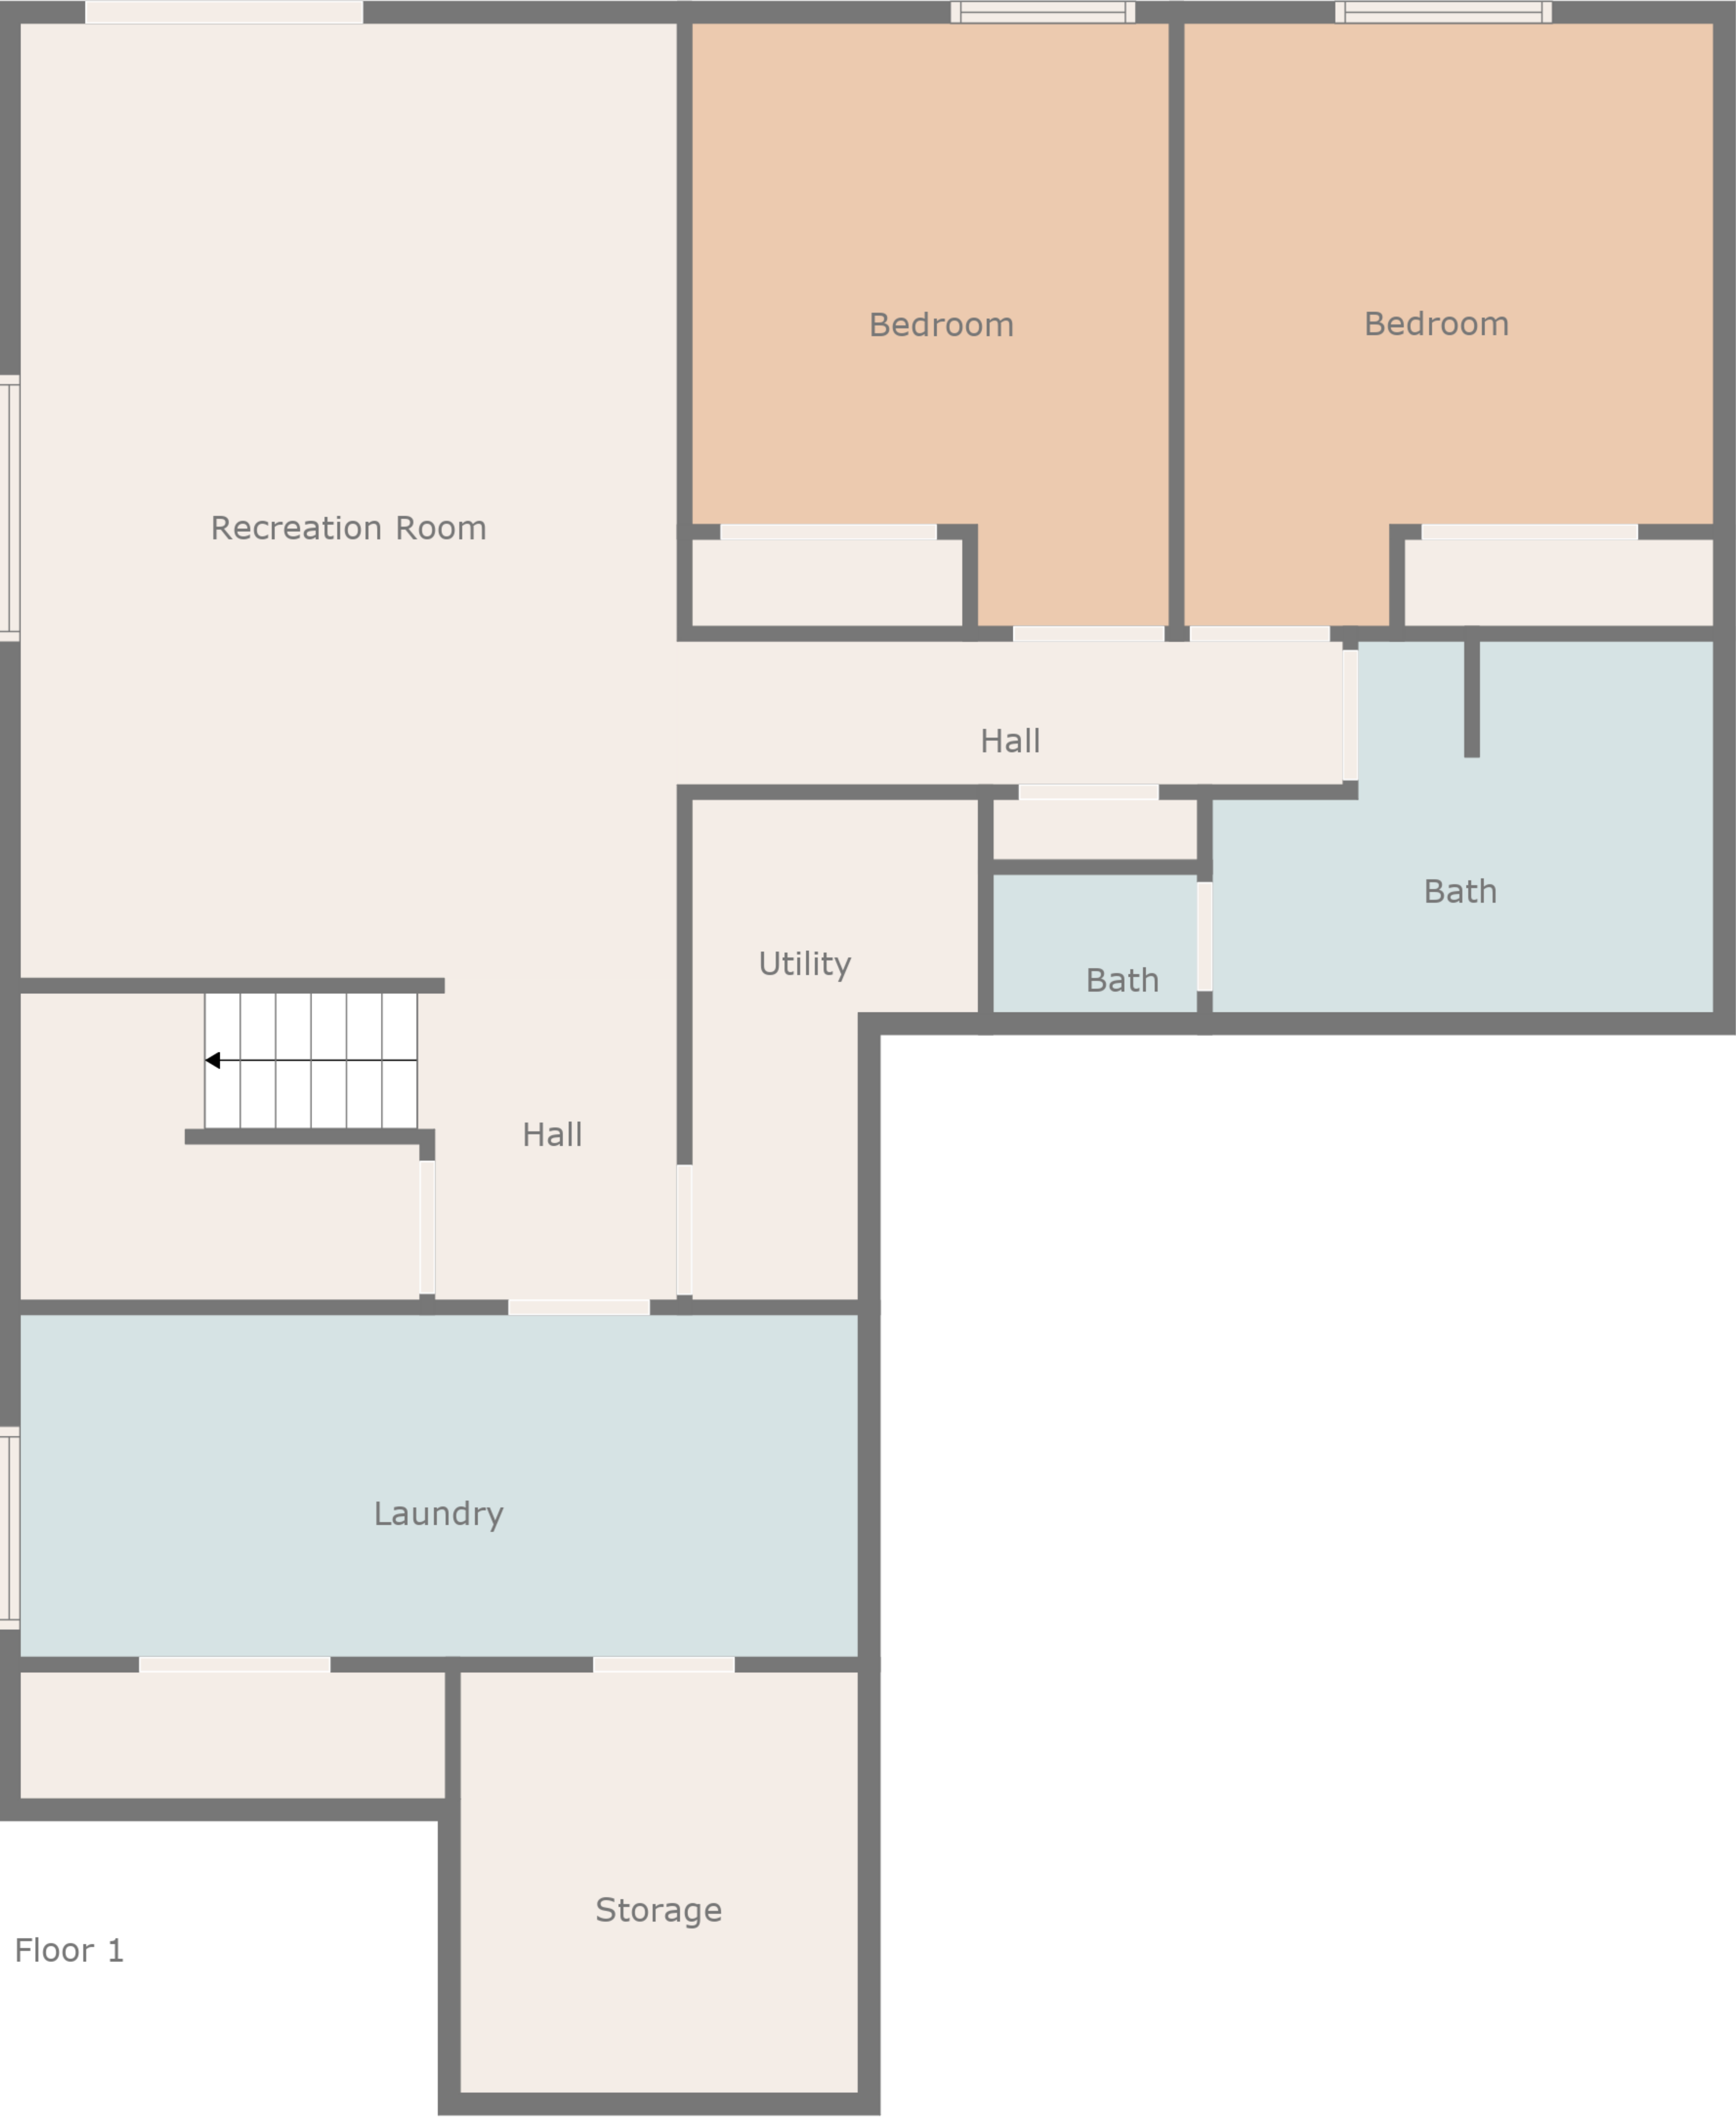 Bedroom
Bedroom
Recreation Room
Hall
Bath
Utility
Bath
Hall
Laundry
Storage
Floor 1